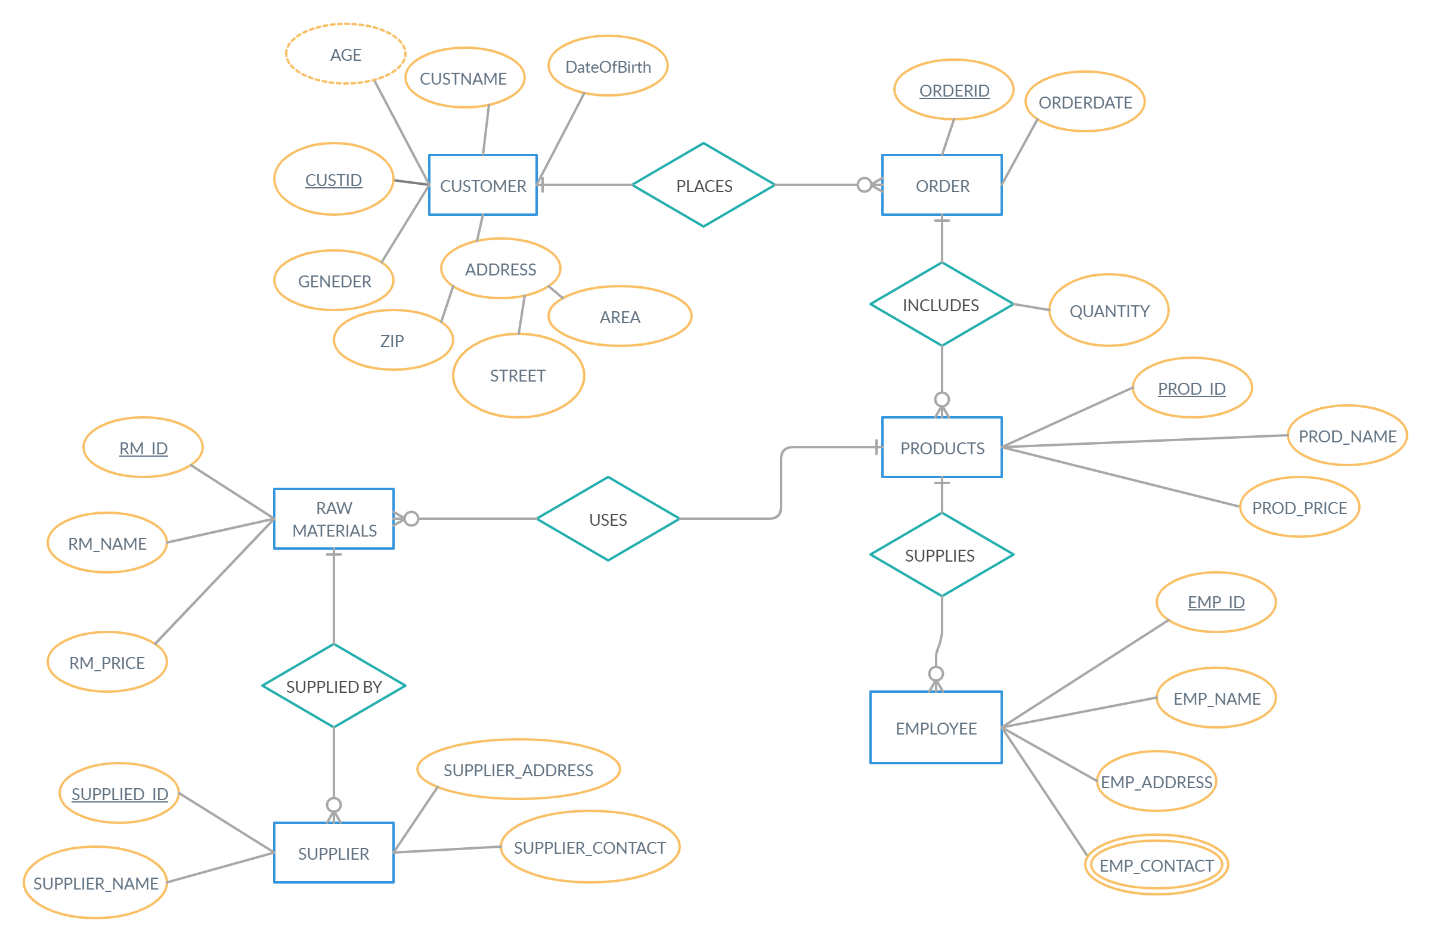 AGE
CUSTNAME
DateOfBirth
ORDERID
ORDERDATE
CUSTID
CUSTOMER
PLACES
ORDER
GENEDER
ADDRESS
ZIP
STREET
AREA
INCLUDES
QUANTITY
PROD_ID
PROD_NAME
PROD_PRICE
PRODUCTS
RM_ID
RM_NAME
RM_PRICE
RAW
MATERIALS
USES
SUPPLIES
EMP_ID
EMP_NAME
EMP_ADDRESS
EMP_CONTACT
EMPLOYEE
SUPPLIED BY
SUPPLIED_ID
SUPPLIER_NAME
SUPPLIER
SUPPLIER_ADDRESS
SUPPLIER_CONTACT